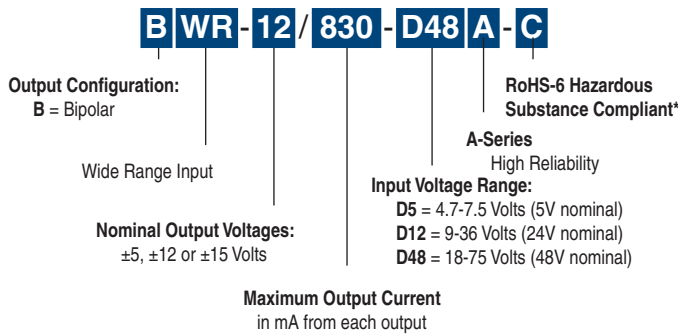 B WR - 12 / 830 - D48 A - C
Output Configuration:
B = Bipolar
RoHS-6 Hazardous
Substance Compliant*
A-Series
High Reliability
Wide Range Input
Input Voltage Range:
D5 = 4.7-7.5 Volts (5V nominal)
D12 = 9-36 Volts (24V nominal)
D48 = 18-75 Volts (48V nominal)
Nominal Output Voltages:
±5, ±12 or ±15 Volts
Maximum Output Current
in mA from each output